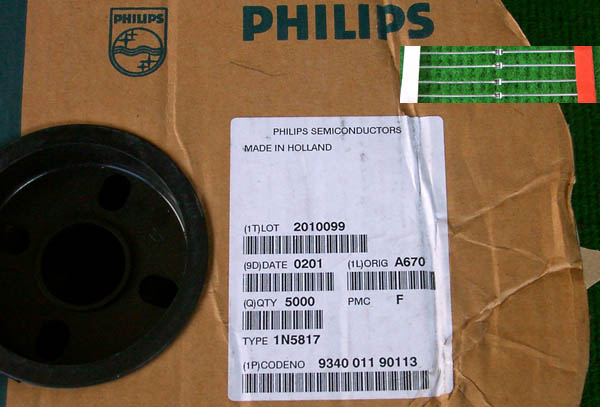 PHILIPS
PHILIPS
PHILIPS SEMICONDUCTORS
MADE IN HOLLAND
(1T)LOT 2010099
(9D)DATE 0201 (1L)ORIG A670
(Q)QTY 5000 PMC F
TYPE 1N5817
(1P)CODENO 9340 011 90113